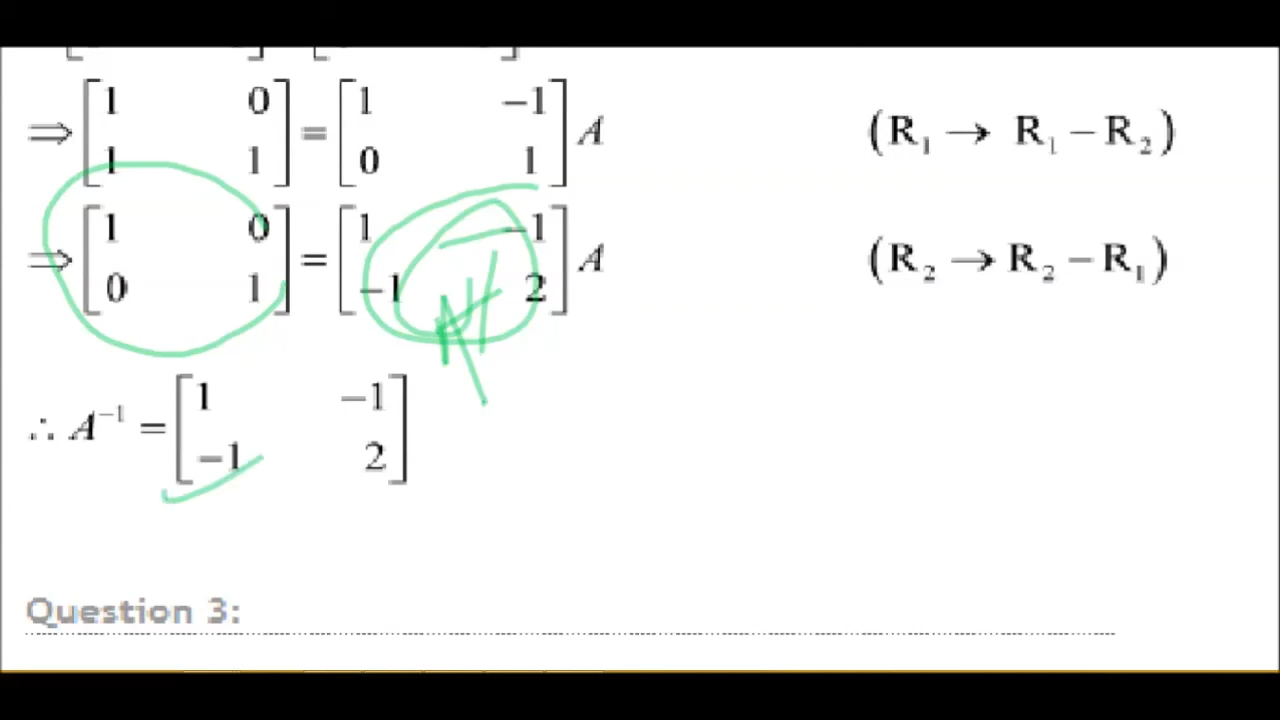 ⇒ [1 0; 1 1] = [1 −1; 0 1] A (R₁ → R₁ − R₂)
⇒ [1 0; 0 1] = [1 −1; −1 2] A (R₂ → R₂ − R₁)
∴ A⁻¹ = [1 −1; −1 2]
Question 3: